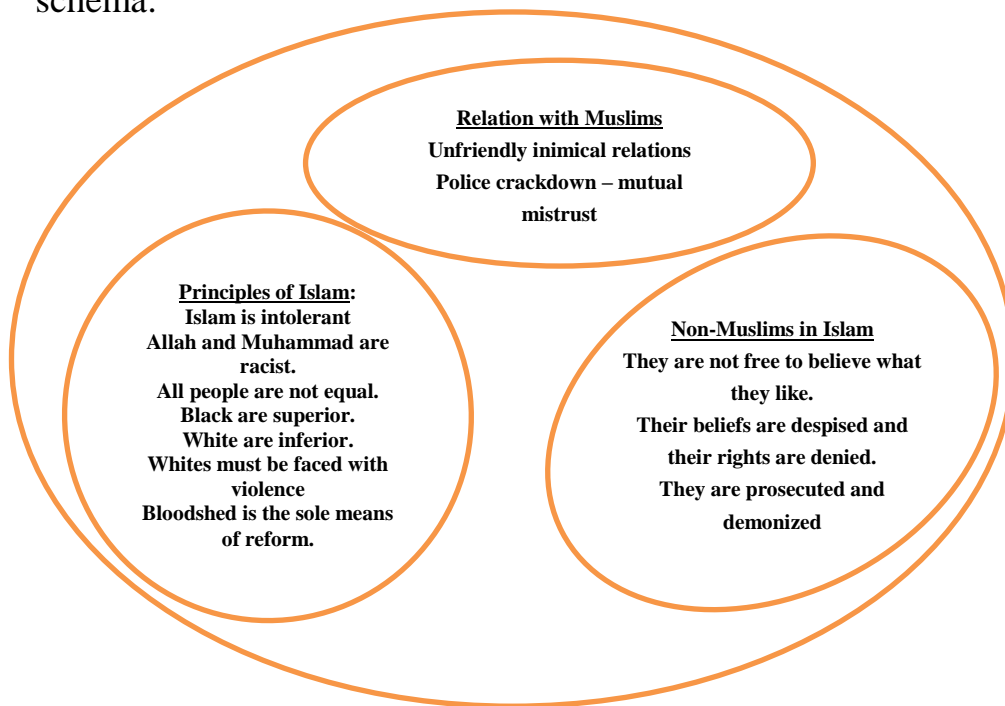 schema.
Relation with Muslims
Unfriendly inimical relations
Police crackdown – mutual
mistrust
Principles of Islam:
Islam is intolerant
Allah and Muhammad are
racist.
All people are not equal.
Black are superior.
White are inferior.
Whites must be faced with
violence
Bloodshed is the sole means
of reform.
Non-Muslims in Islam
They are not free to believe what
they like.
Their beliefs are despised and
their rights are denied.
They are prosecuted and
demonized